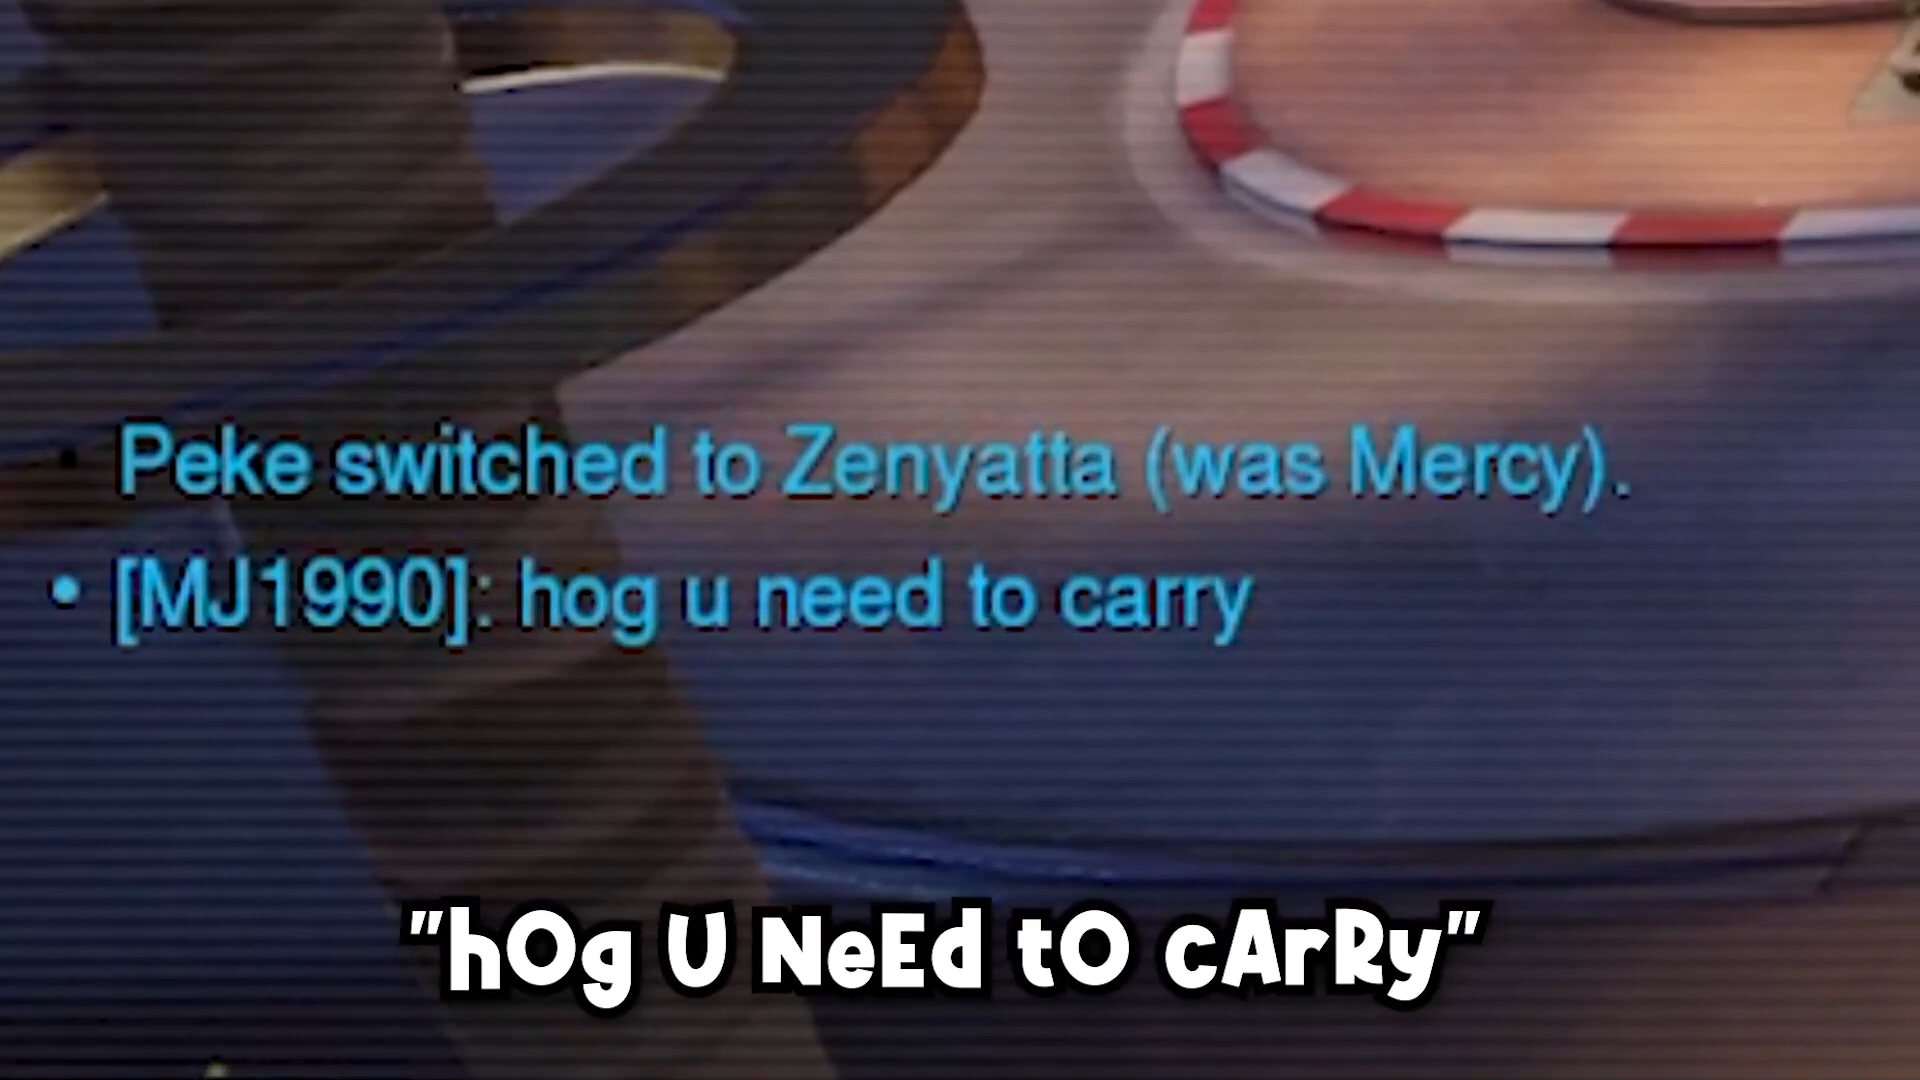 Peke switched to Zenyatta (was Mercy).
• [MJ1990]: hog u need to carry
"hOg U NeEd tO cArRy"